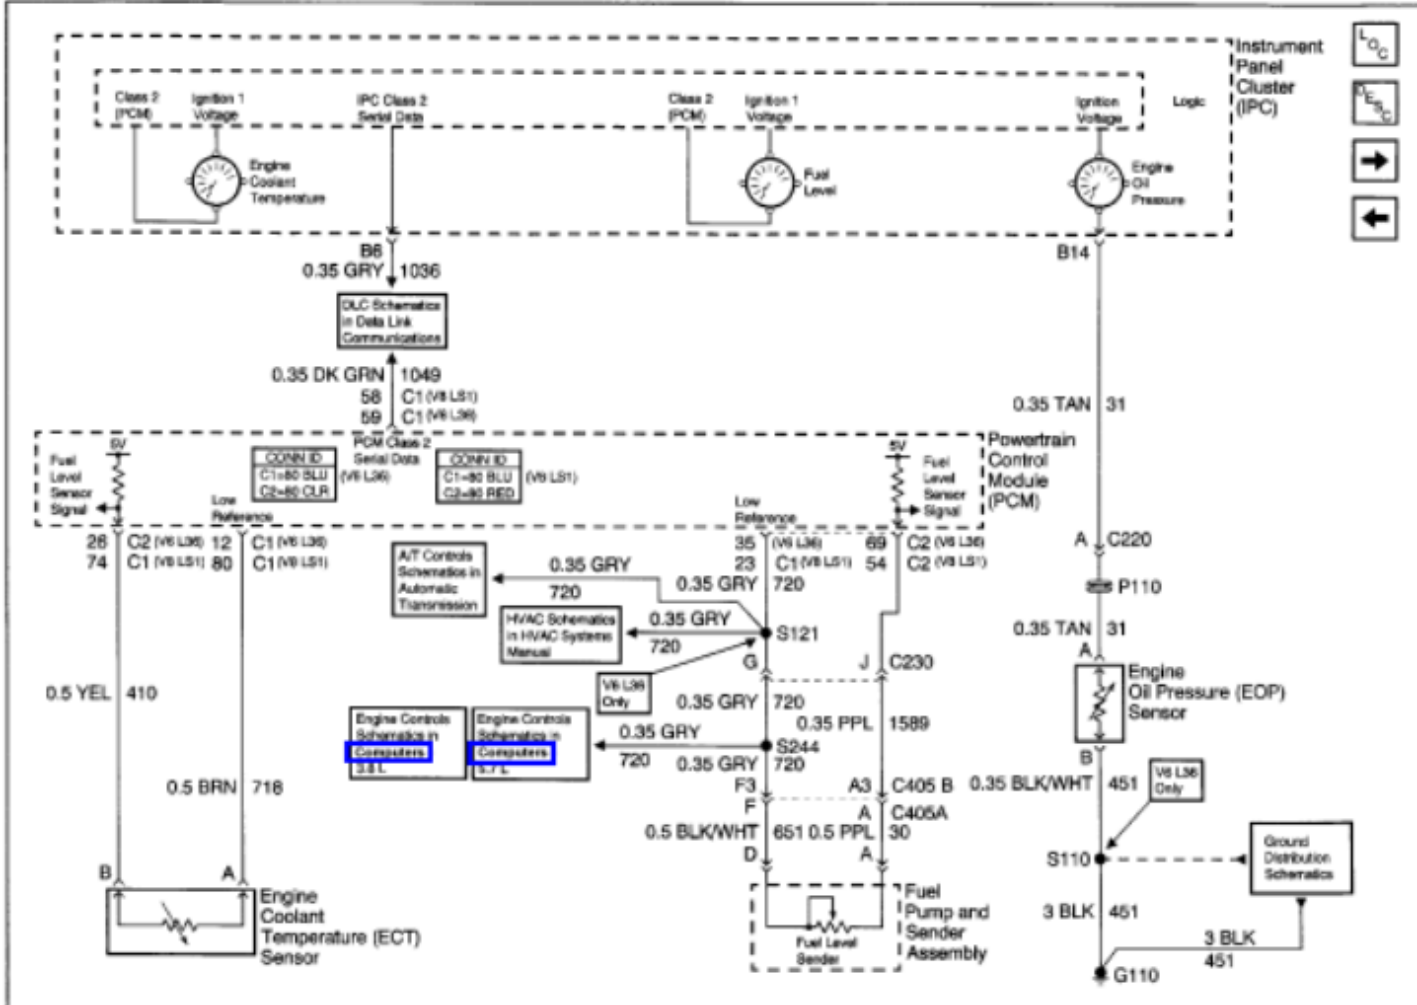 Instrument
Panel
Cluster
(IPC)
LOC
DESC
Class 2
(PCM)
Ignition 1
Voltage
IPC Class 2
Serial Data
Class 2
(PCM)
Ignition 1
Voltage
Ignition
Voltage
Logic
Engine
Coolant
Temperature
Fuel
Level
Engine
Oil
Pressure
B6
0.35 GRY 1036
DLC Schematics
in Data Link
Communications
0.35 DK GRN 1049
58 C1 (V8 LS1)
59 C1 (V6 L36)
B14
0.35 TAN 31
Powertrain
Control
Module
(PCM)
PCM Class 2
Serial Data
5V
Fuel
Level
Sensor
Signal
Low
Reference
CONN ID
C1=80 BLU
C2=80 CLR
(V6 L36)
CONN ID
C1=80 BLU
C2=80 RED
(V8 LS1)
Low
Reference
5V
Fuel
Level
Sensor
Signal
26 C2 (V6 L36) 12 C1 (V6 L36)
74 C1 (V8 LS1) 80 C1 (V8 LS1)
35 (V6 L36) 69 C2 (V6 L36)
23 C1 (V8 LS1) 54 C2 (V8 LS1)
A C220
P110
0.35 TAN 31
A
A/T Controls
Schematics in
Automatic
Transmission
0.35 GRY
720
0.35 GRY 720
HVAC Schematics
in HVAC Systems
Manual
0.35 GRY
720
S121
G J C230
V6 L36
Only
0.5 YEL 410
0.35 GRY 720
0.35 PPL 1589
Engine
Oil Pressure (EOP)
Sensor
Engine Controls
Schematics in
Computers
3.8 L
Engine Controls
Schematics in
Computers
5.7 L
0.35 GRY
720
S244
0.35 GRY 720
0.5 BRN 718
F3 A3 C405 B
F A C405A
0.5 BLK/WHT 651 0.5 PPL 30
D A
B
0.35 BLK/WHT 451
V6 L36
Only
S110
Ground
Distribution
Schematics
B A
Engine
Coolant
Temperature (ECT)
Sensor
Fuel
Pump and
Sender
Assembly
Fuel Level
Sender
3 BLK 451
3 BLK
451
G110